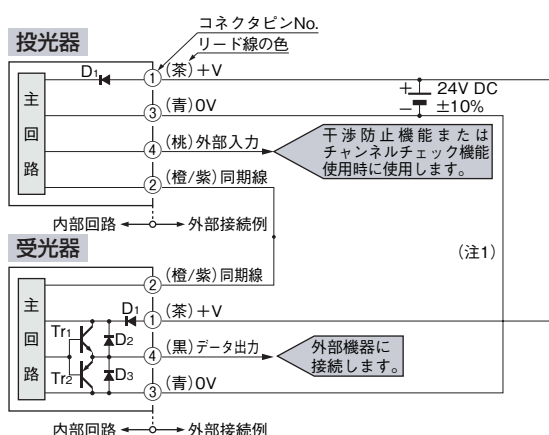 コネクタピンNo.
リード線の色
投光器
主回路
D1
① (茶)+V
③ (青)0V
④ (桃)外部入力
② (橙/紫)同期線
+ 24V DC
− ±10%
干渉防止機能または
チャンネルチェック機能
使用時に使用します。
内部回路 外部接続例
(注1)
受光器
主回路
② (橙/紫)同期線
D1 ① (茶)+V
Tr1 D2
④ (黒)データ出力
外部機器に
接続します。
Tr2 D3
③ (青)0V
内部回路 外部接続例